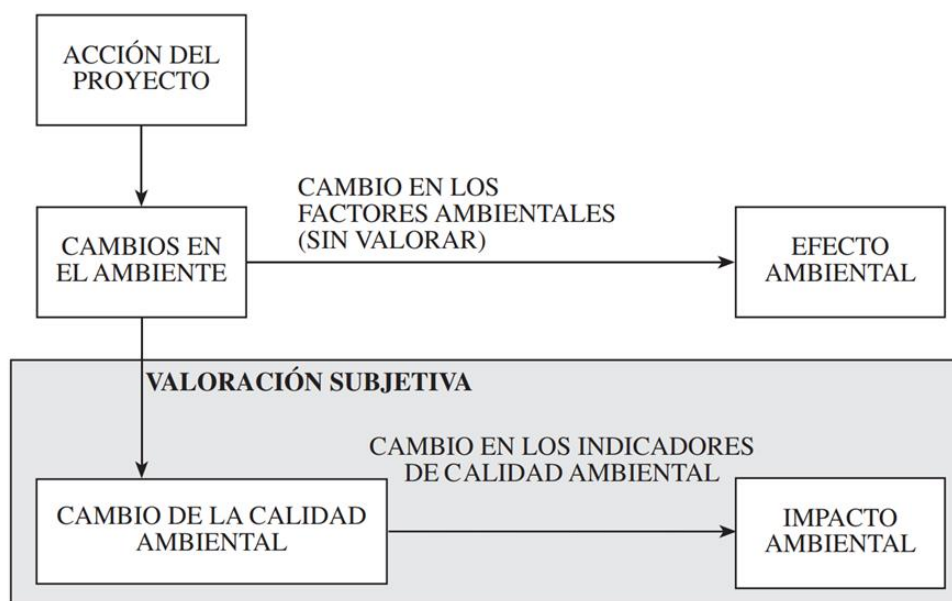 ACCIÓN DEL
PROYECTO
CAMBIO EN LOS
FACTORES AMBIENTALES
(SIN VALORAR)
CAMBIOS EN
EL AMBIENTE
EFECTO
AMBIENTAL
VALORACIÓN SUBJETIVA
CAMBIO EN LOS INDICADORES
DE CALIDAD AMBIENTAL
CAMBIO DE LA CALIDAD
AMBIENTAL
IMPACTO
AMBIENTAL